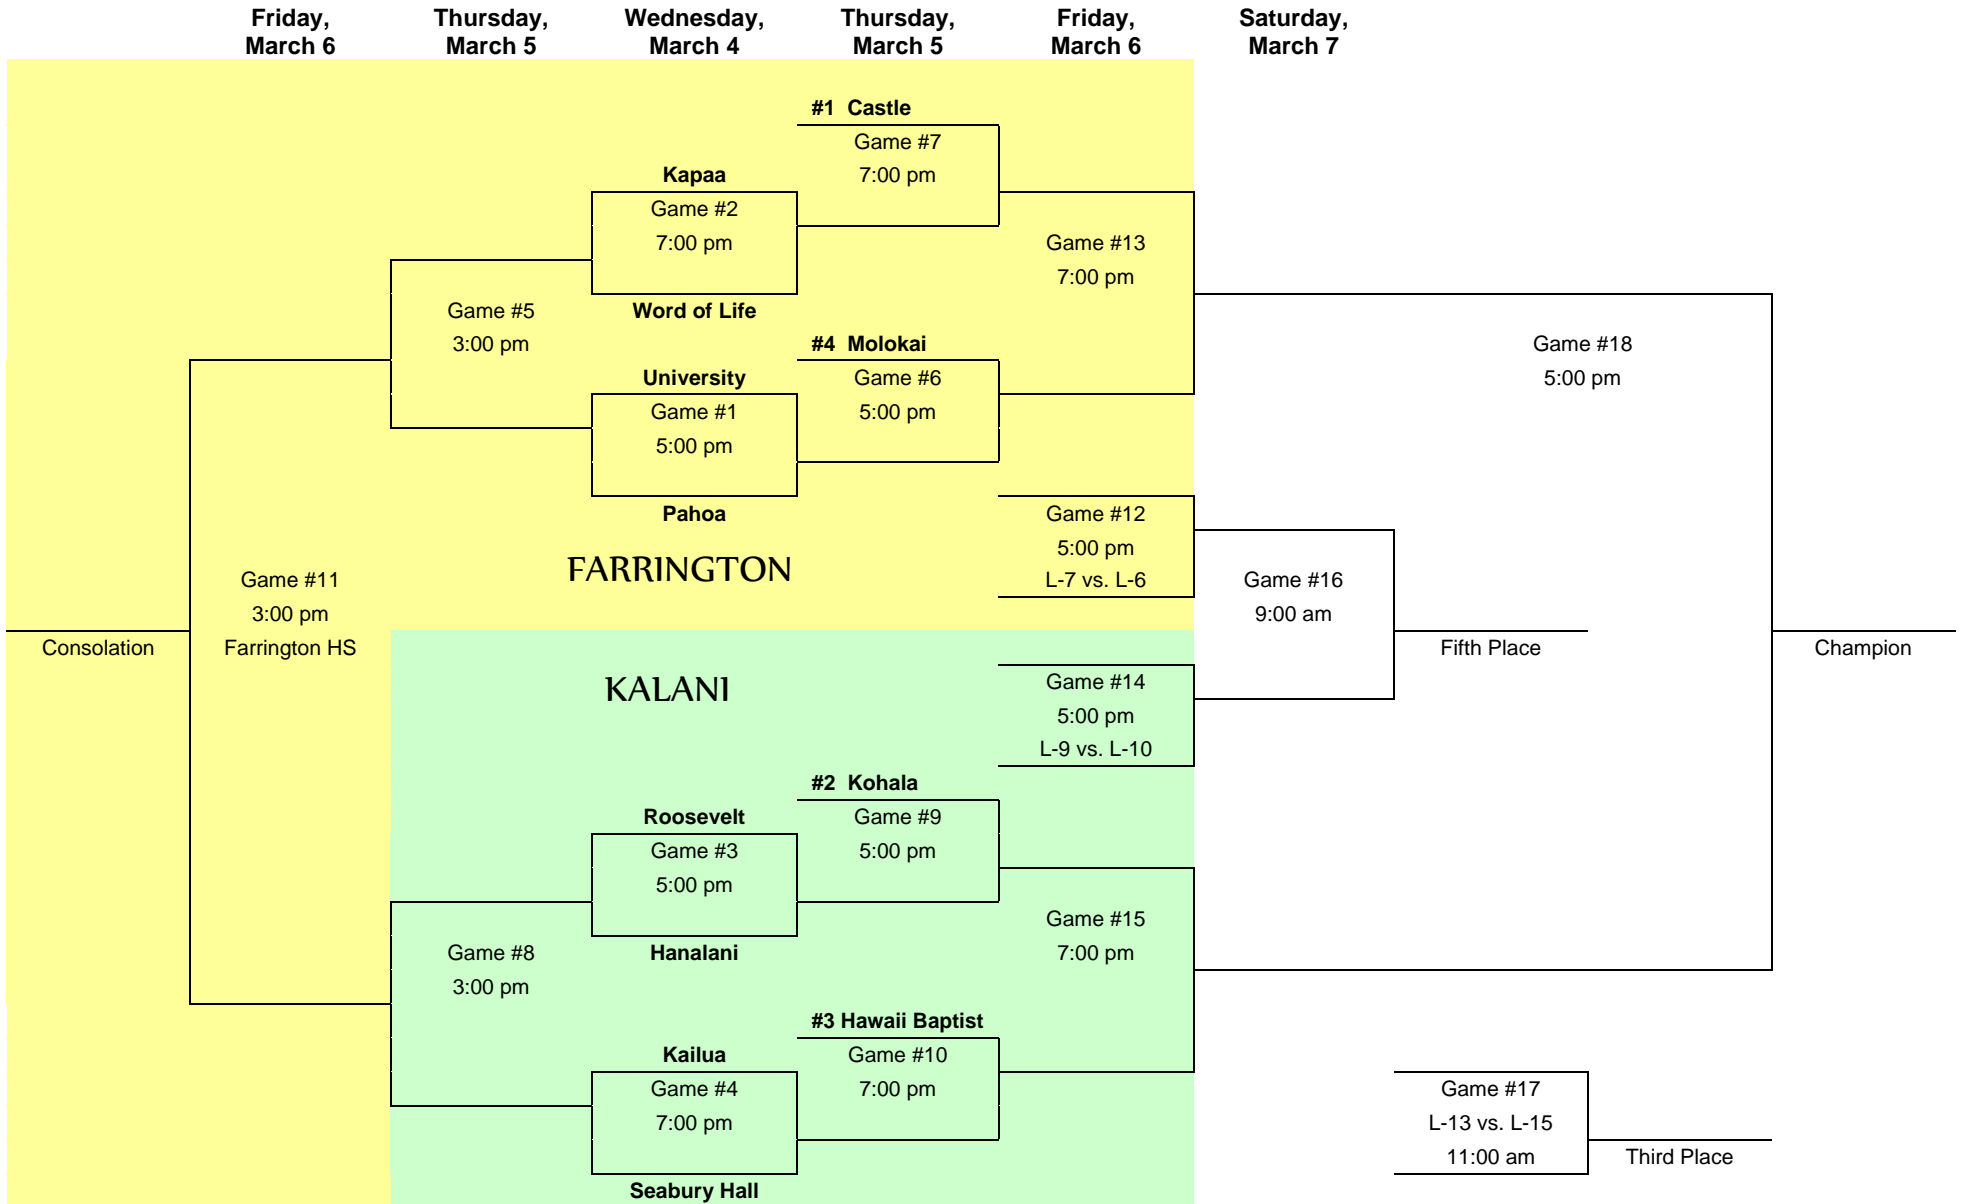 Friday, March 6
Thursday, March 5
Wednesday, March 4
Thursday, March 5
Friday, March 6
Saturday, March 7
#1 Castle
Game #7
7:00 pm
Kapaa
Game #2
7:00 pm
Word of Life
Game #13
7:00 pm
Game #5
3:00 pm
#4 Molokai
Game #6
5:00 pm
Game #18
5:00 pm
University
Game #1
5:00 pm
Pahoa
Game #12
5:00 pm
L-7 vs. L-6
FARRINGTON
Game #11
3:00 pm
Farrington HS
Consolation
Game #16
9:00 am
Fifth Place
Champion
KALANI
Game #14
5:00 pm
L-9 vs. L-10
#2 Kohala
Game #9
5:00 pm
Roosevelt
Game #3
5:00 pm
Hanalani
Game #15
7:00 pm
Game #8
3:00 pm
#3 Hawaii Baptist
Game #10
7:00 pm
Kailua
Game #4
7:00 pm
Seabury Hall
Game #17
L-13 vs. L-15
11:00 am
Third Place